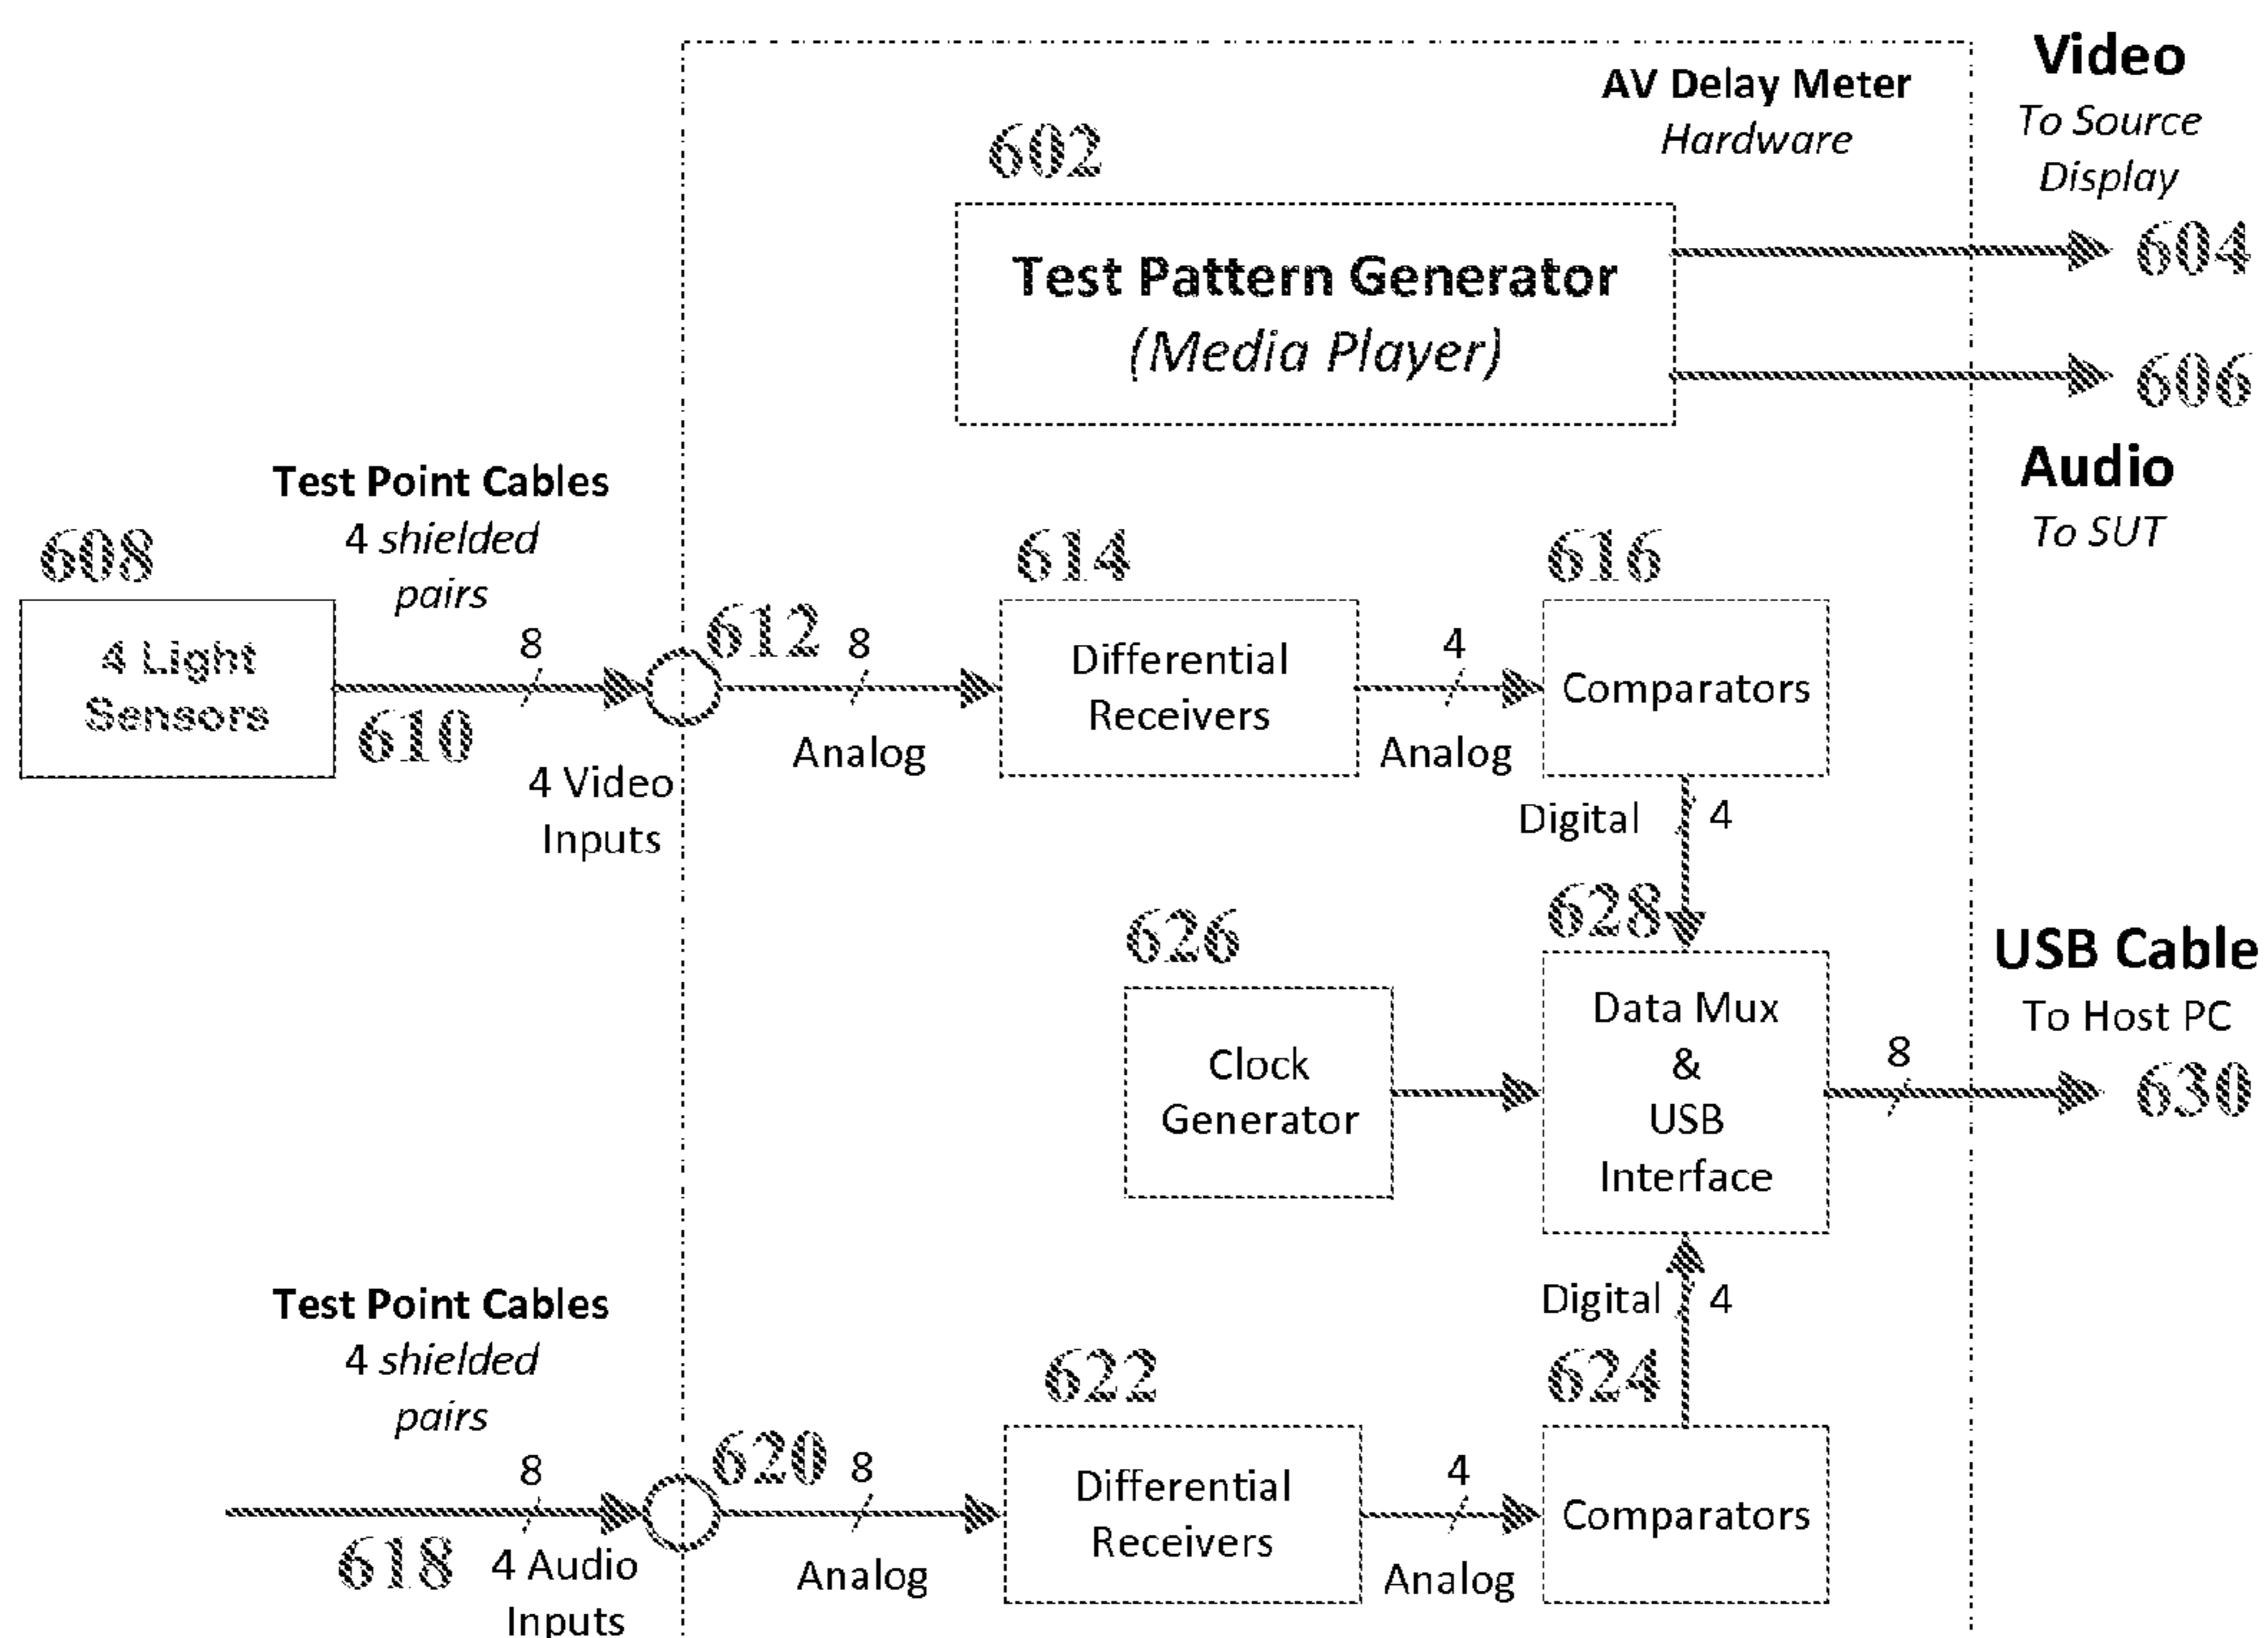 Video
To Source
Display
AV Delay Meter
Hardware
602
Test Pattern Generator
(Media Player)
604
606
Audio
To SUT
Test Point Cables
4 shielded
pairs
608
4 Light
Sensors
8
610
4 Video
Inputs
612
8
Analog
614
Differential
Receivers
4
Analog
616
Comparators
Digital
4
628
626
Clock
Generator
Data Mux
&
USB
Interface
8
USB Cable
To Host PC
630
Test Point Cables
4 shielded
pairs
8
618
4 Audio
Inputs
620
8
Analog
622
Differential
Receivers
4
Analog
624
Comparators
Digital
4